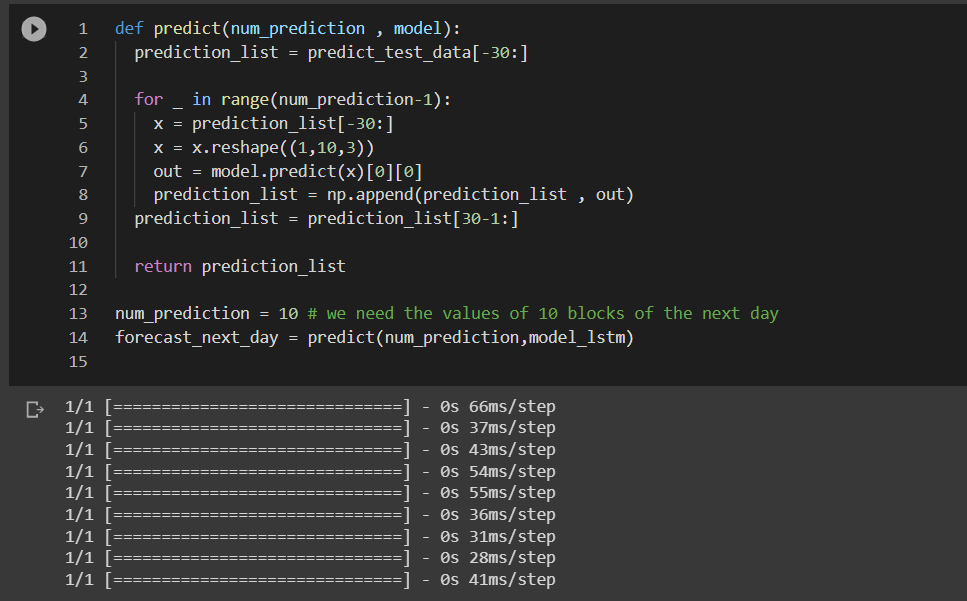 1 def predict(num_prediction , model):
2   prediction_list = predict_test_data[-30:]
3
4   for _ in range(num_prediction-1):
5     x = prediction_list[-30:]
6     x = x.reshape((1,10,3))
7     out = model.predict(x)[0][0]
8     prediction_list = np.append(prediction_list , out)
9   prediction_list = prediction_list[30-1:]
10
11   return prediction_list
12
13 num_prediction = 10 # we need the values of 10 blocks of the next day
14 forecast_next_day = predict(num_prediction,model_lstm)
15
1/1 [==============================] - 0s 66ms/step
1/1 [==============================] - 0s 37ms/step
1/1 [==============================] - 0s 43ms/step
1/1 [==============================] - 0s 54ms/step
1/1 [==============================] - 0s 55ms/step
1/1 [==============================] - 0s 36ms/step
1/1 [==============================] - 0s 31ms/step
1/1 [==============================] - 0s 28ms/step
1/1 [==============================] - 0s 41ms/step